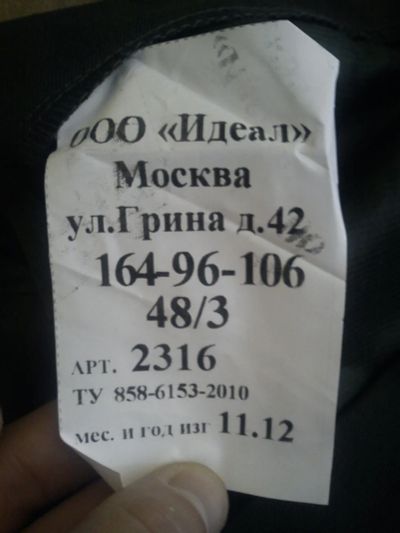 ООО «Идеал»
Москва
ул.Грина д.42
164-96-106
48/3
АРТ. 2316
ТУ 858-6153-2010
мес. и год изг 11.12